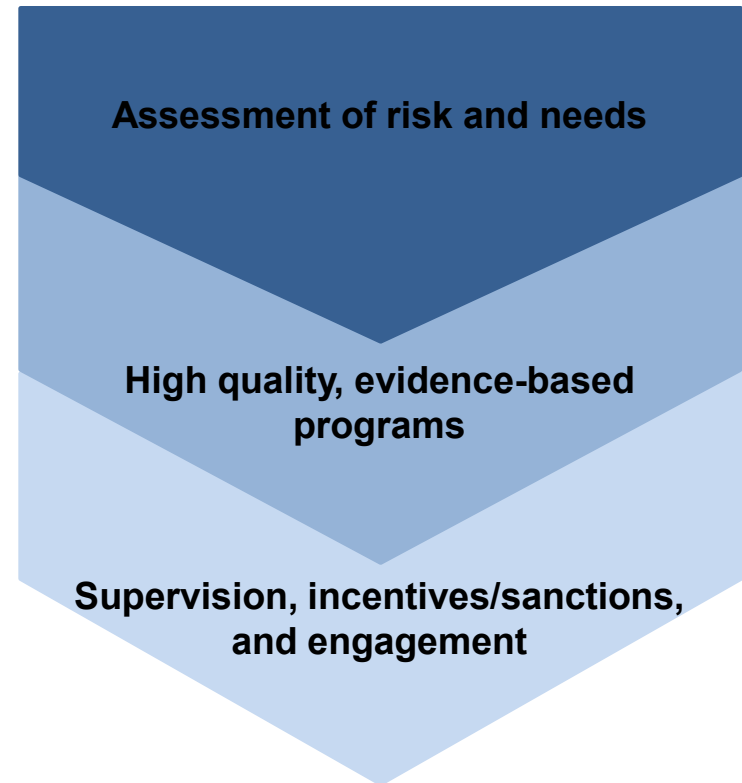 Assessment of risk and needs
High quality, evidence-based
programs
Supervision, incentives/sanctions,
and engagement